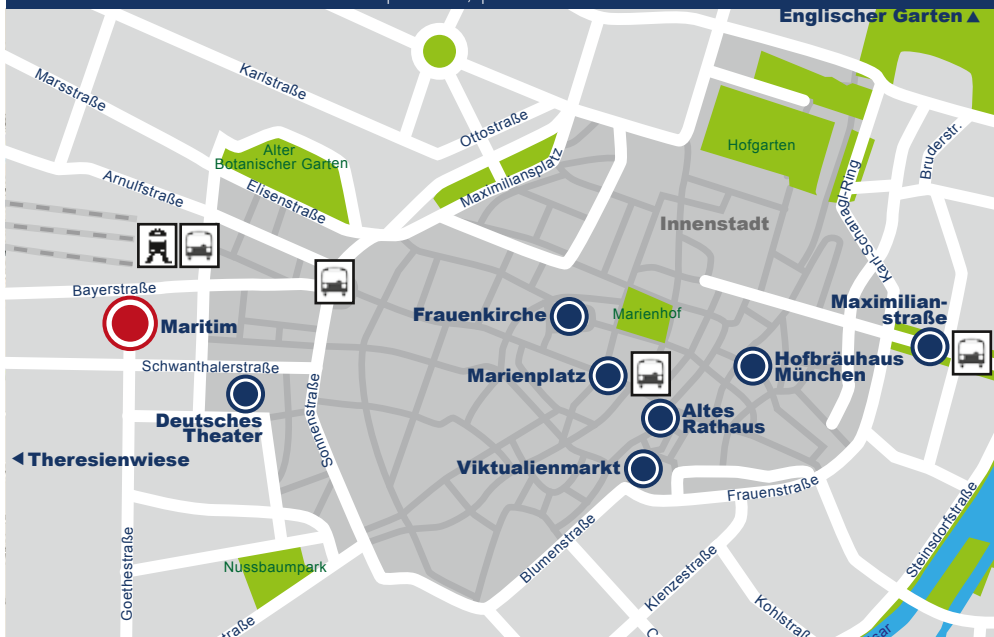 Englischer Garten
Karlstraße
Marsstraße
Ottostraße
Bruderstr.
Alter
Botanischer Garten
Hofgarten
Maximiliansplatz
Arnulfstraße
Elisenstraße
Karl-Scharnagl-Ring
Innenstadt
Bayerstraße
Maritim
Frauenkirche
Marienhof
Maximilian-
straße
Schwanthalerstraße
Marienplatz
Hofbräuhaus
München
Deutsches
Theater
Sonnenstraße
Altes
Rathaus
Theresienwiese
Viktualienmarkt
Frauenstraße
Steinsdorfstraße
Blumenstraße
Goethestraße
Nussbaumpark
Klenzestraße